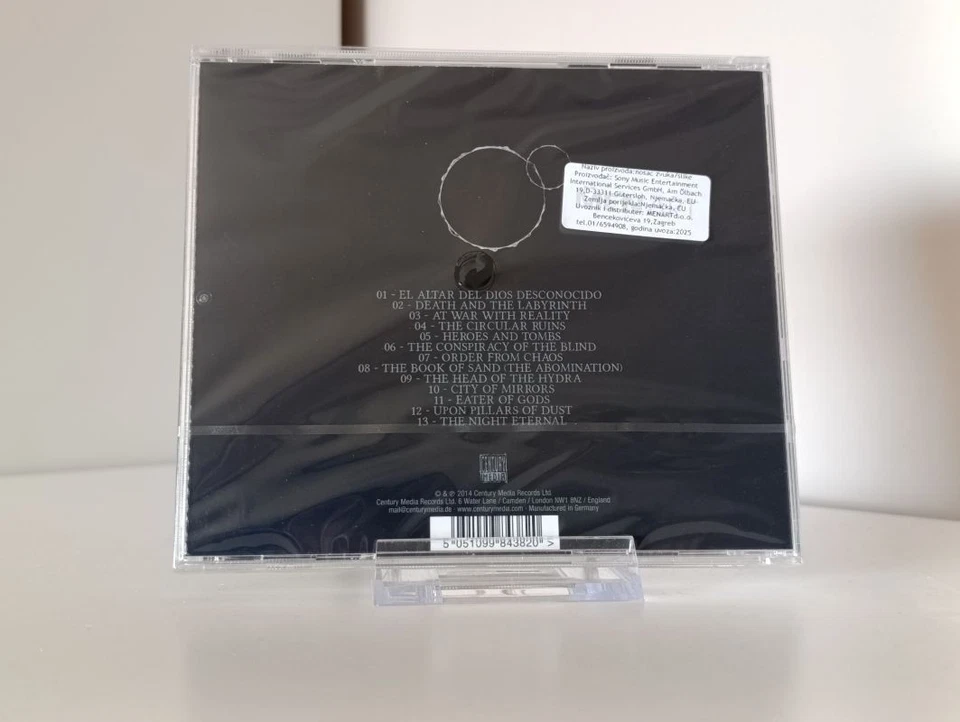 Naziv proizvoda:nosač zvuka/slike
Proizvođač: Sony Music Entertainment
International Services GmbH, Am Ölbach
19,D-33311 Gütersloh, Njemačka, EU
Zemlja porijekla:Njemačka, EU
Uvoznik i distributer: MENARTd.o.o.
Bencekovićeva 19,Zagreb
tel.01/6594908, godina uvoza:2025
01 - EL ALTAR DEL DIOS DESCONOCIDO
02 - DEATH AND THE LABYRINTH
03 - AT WAR WITH REALITY
04 - THE CIRCULAR RUINS
05 - HEROES AND TOMBS
06 - THE CONSPIRACY OF THE BLIND
07 - ORDER FROM CHAOS
08 - THE BOOK OF SAND (THE ABOMINATION)
09 - THE HEAD OF THE HYDRA
10 - CITY OF MIRRORS
11 - EATER OF GODS
12 - UPON PILLARS OF DUST
13 - THE NIGHT ETERNAL
CENTURY
MEDIA
© & ℗ 2014 Century Media Records Ltd.
Century Media Records Ltd. 6 Water Lane / Camden / London NW1 8NZ / England
mail@centurymedia.de · www.centurymedia.com · Manufactured in Germany
5 051099 843820 >